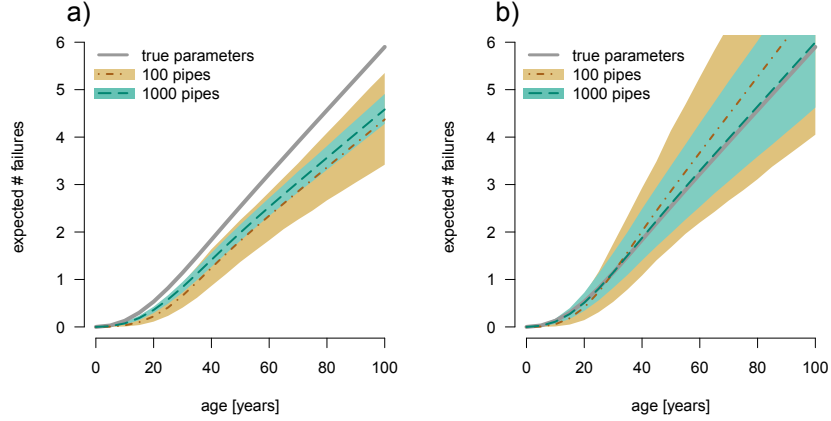 a)
6
5
4
3
2
1
0
expected # failures
true parameters
100 pipes
1000 pipes
0 20 40 60 80 100
age [years]
b)
6
5
4
3
2
1
0
expected # failures
true parameters
100 pipes
1000 pipes
0 20 40 60 80 100
age [years]